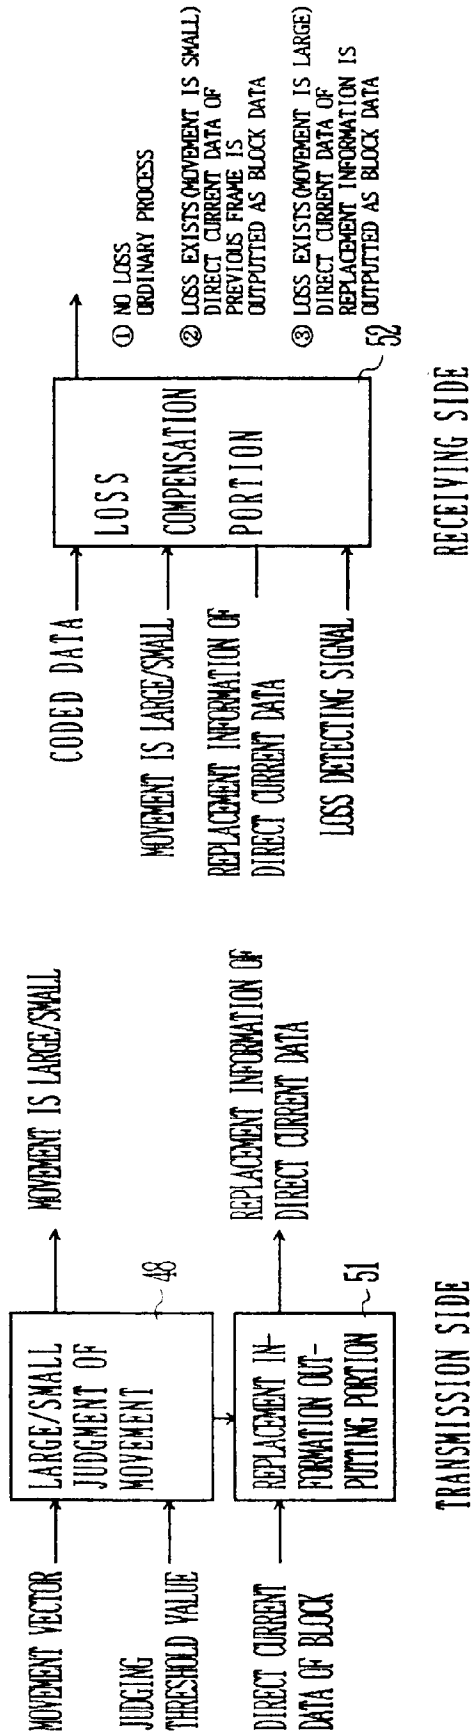 MOVEMENT VECTOR
JUDGING
THRESHOLD VALUE
LARGE/SMALL
JUDGMENT OF
MOVEMENT
48
MOVEMENT IS LARGE/SMALL
DIRECT CURRENT
DATA OF BLOCK
REPLACEMENT IN-
FORMATION OUT-
PUTTING PORTION
51
REPLACEMENT INFORMATION OF
DIRECT CURRENT DATA
TRANSMISSION SIDE
CODED DATA
MOVEMENT IS LARGE/SMALL
REPLACEMENT INFORMATION OF
DIRECT CURRENT DATA
LOSS DETECTING SIGNAL
LOSS
COMPENSATION
PORTION
52
① NO LOSS
ORDINARY PROCESS
② LOSS EXISTS(MOVEMENT IS SMALL)
DIRECT CURRENT DATA OF
PREVIOUS FRAME IS
OUTPUTTED AS BLOCK DATA
③ LOSS EXISTS(MOVEMENT IS LARGE)
DIRECT CURRENT DATA OF
REPLACEMENT INFORMATION IS
OUTPUTTED AS BLOCK DATA
RECEIVING SIDE